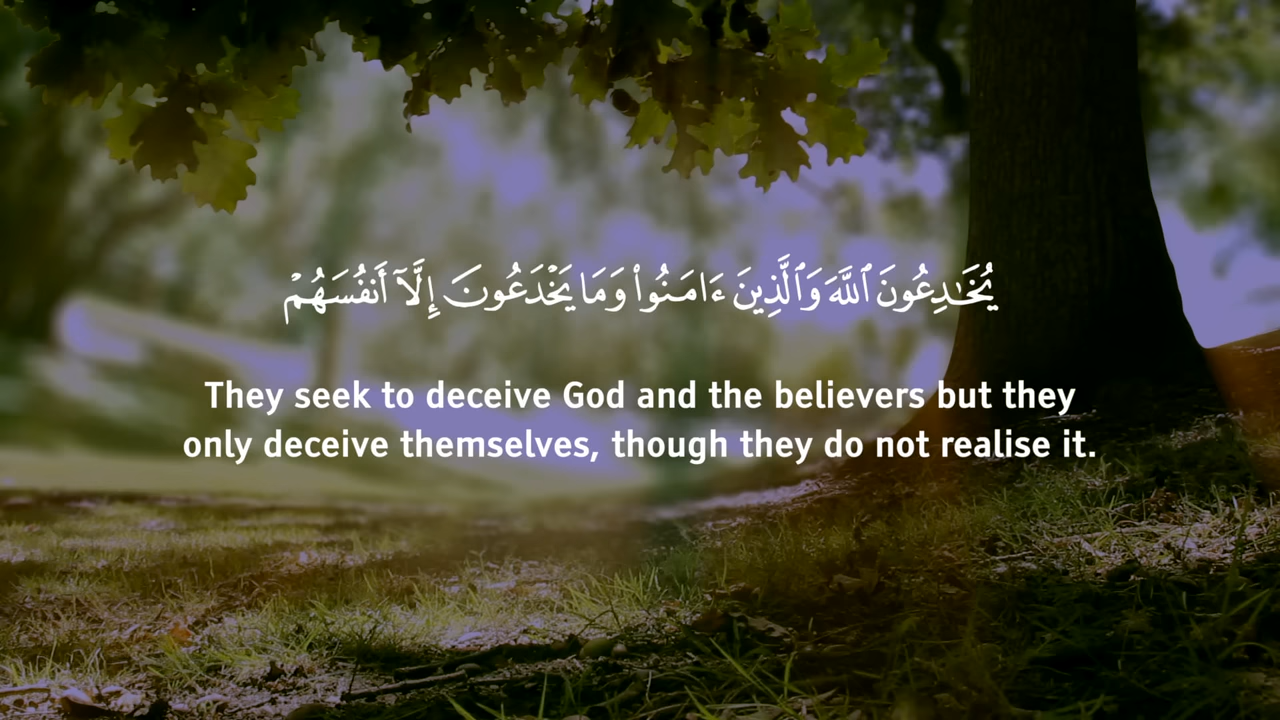 يُخَٰدِعُونَ ٱللَّهَ وَٱلَّذِينَ ءَامَنُوا۟ وَمَا يَخْدَعُونَ إِلَّآ أَنفُسَهُمْ
They seek to deceive God and the believers but they
only deceive themselves, though they do not realise it.